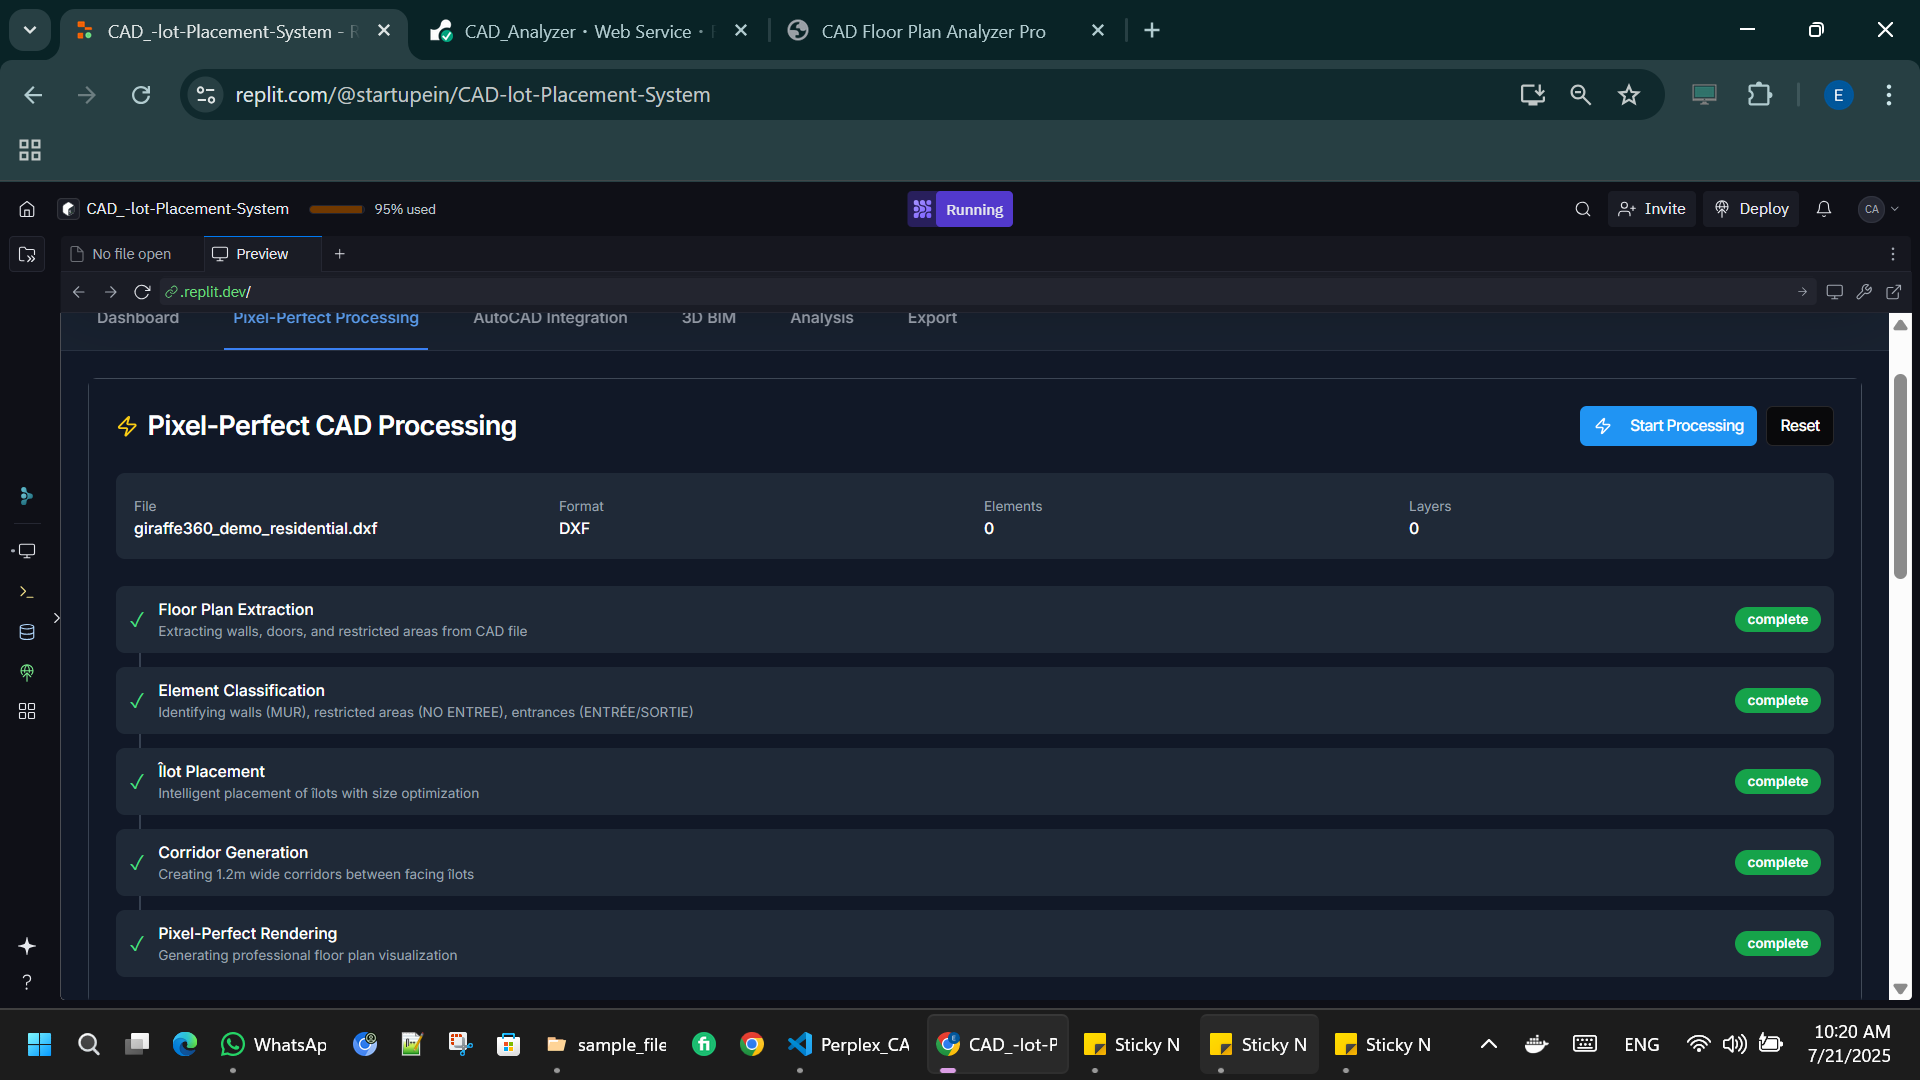 CAD_-lot-Placement-System - R
CAD_Analyzer · Web Service ·
CAD Floor Plan Analyzer Pro
replit.com/@startupein/CAD-lot-Placement-System
E
CAD_-lot-Placement-System
95% used
Running
Invite
Deploy
CA
No file open
Preview
.replit.dev/
Dashboard
Pixel-Perfect Processing
AutoCAD Integration
3D BIM
Analysis
Export
Pixel-Perfect CAD Processing
Start Processing
Reset
File
Format
Elements
Layers
giraffe360_demo_residential.dxf
DXF
0
0
Floor Plan Extraction
Extracting walls, doors, and restricted areas from CAD file
complete
Element Classification
Identifying walls (MUR), restricted areas (NO ENTREE), entrances (ENTRÉE/SORTIE)
complete
Îlot Placement
Intelligent placement of îlots with size optimization
complete
Corridor Generation
Creating 1.2m wide corridors between facing îlots
complete
Pixel-Perfect Rendering
Generating professional floor plan visualization
complete
WhatsAp
sample_file
fi
Perplex_CA
CAD_-lot-P
Sticky N
Sticky N
Sticky N
ENG
10:20 AM
7/21/2025